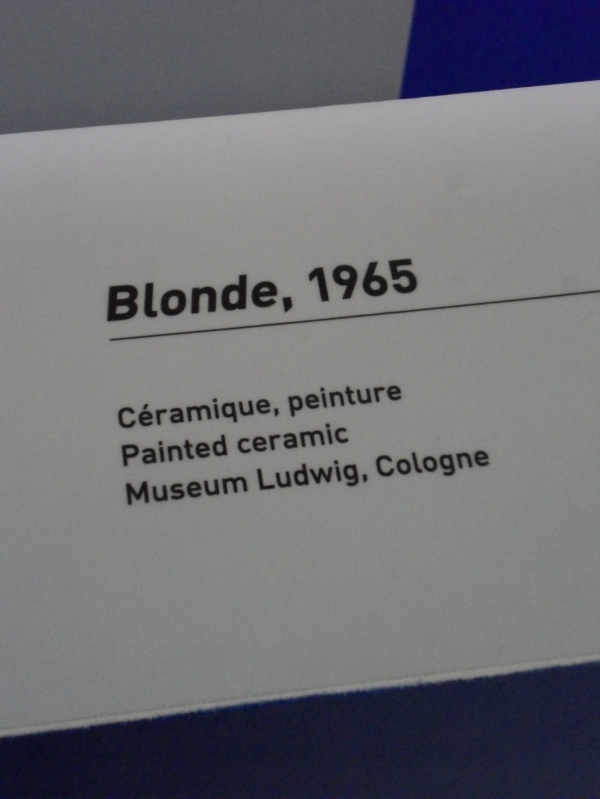 Blonde, 1965
Céramique, peinture
Painted ceramic
Museum Ludwig, Cologne